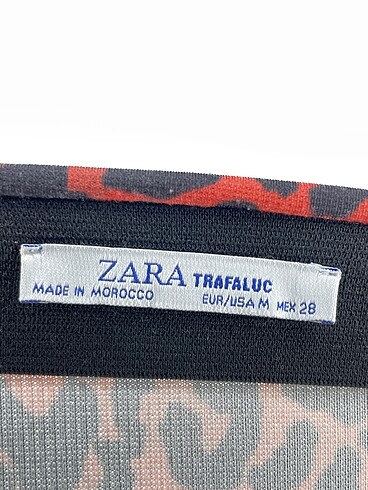 ZARA TRAFALUC
MADE IN MOROCCO EUR/USA M MEX 28